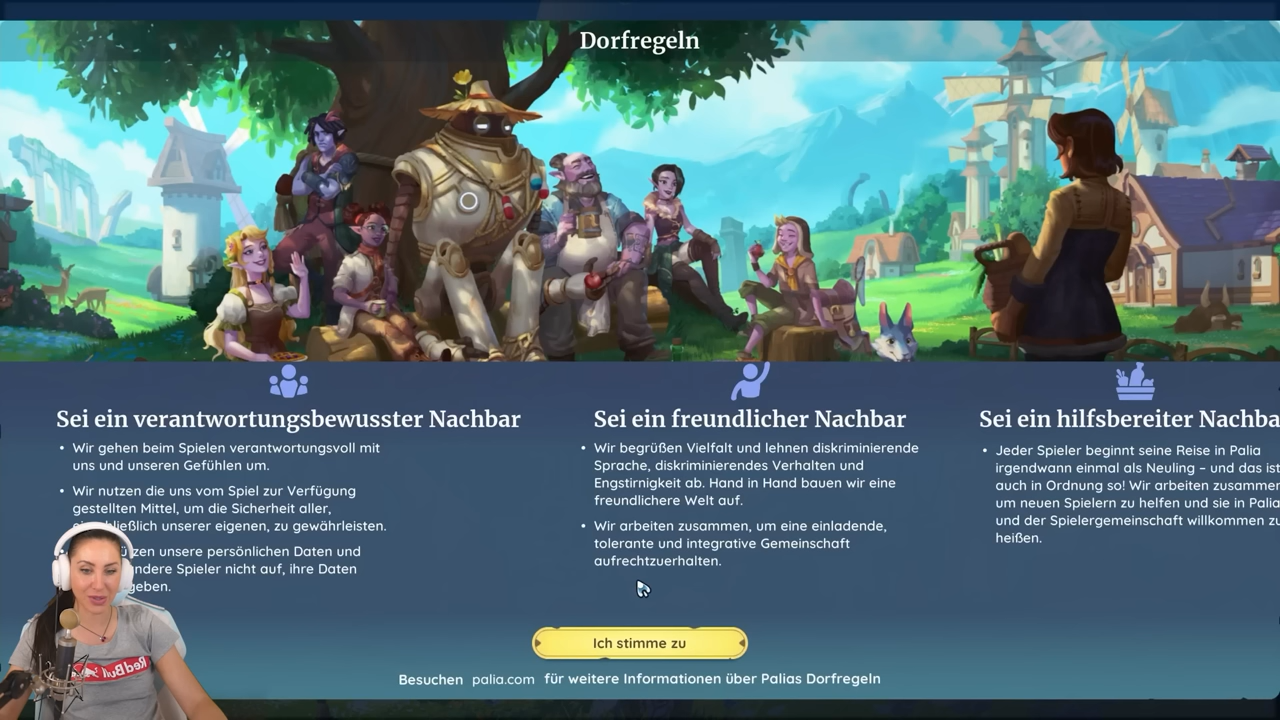 Dorfregeln
Sei ein verantwortungsbewusster Nachbar
Wir gehen beim Spielen verantwortungsvoll mit
uns und unseren Gefühlen um.
Wir nutzen die uns vom Spiel zur Verfügung
gestellten Mittel, um die Sicherheit aller,
unserer eigenen, zu gewährleisten.
unsere persönlichen Daten und
Spieler nicht auf, ihre Daten
Sei ein freundlicher Nachbar
Wir begrüßen Vielfalt und lehnen diskriminierende
Sprache, diskriminierendes Verhalten und
Engstirnigkeit ab. Hand in Hand bauen wir eine
freundlichere Welt auf.
Wir arbeiten zusammen, um eine einladende,
tolerante und integrative Gemeinschaft
aufrechtzuerhalten.
Sei ein hilfsbereiter Nachba
Jeder Spieler beginnt seine Reise in Palia
irgendwann einmal als Neuling – und das ist
auch in Ordnung so! Wir arbeiten zusammen
um neuen Spielern zu helfen und sie in Palia
und der Spielergemeinschaft willkommen zu
heißen.
Ich stimme zu
Besuchen palia.com für weitere Informationen über Palias Dorfregeln
Red Bull